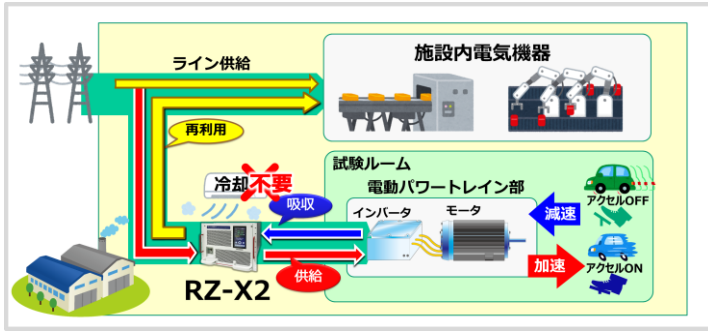 ライン供給
施設内電気機器
再利用
冷却不要
試験ルーム
電動パワートレイン部
吸収
インバータ
モータ
減速
アクセルOFF
供給
加速
アクセルON
RZ-X2